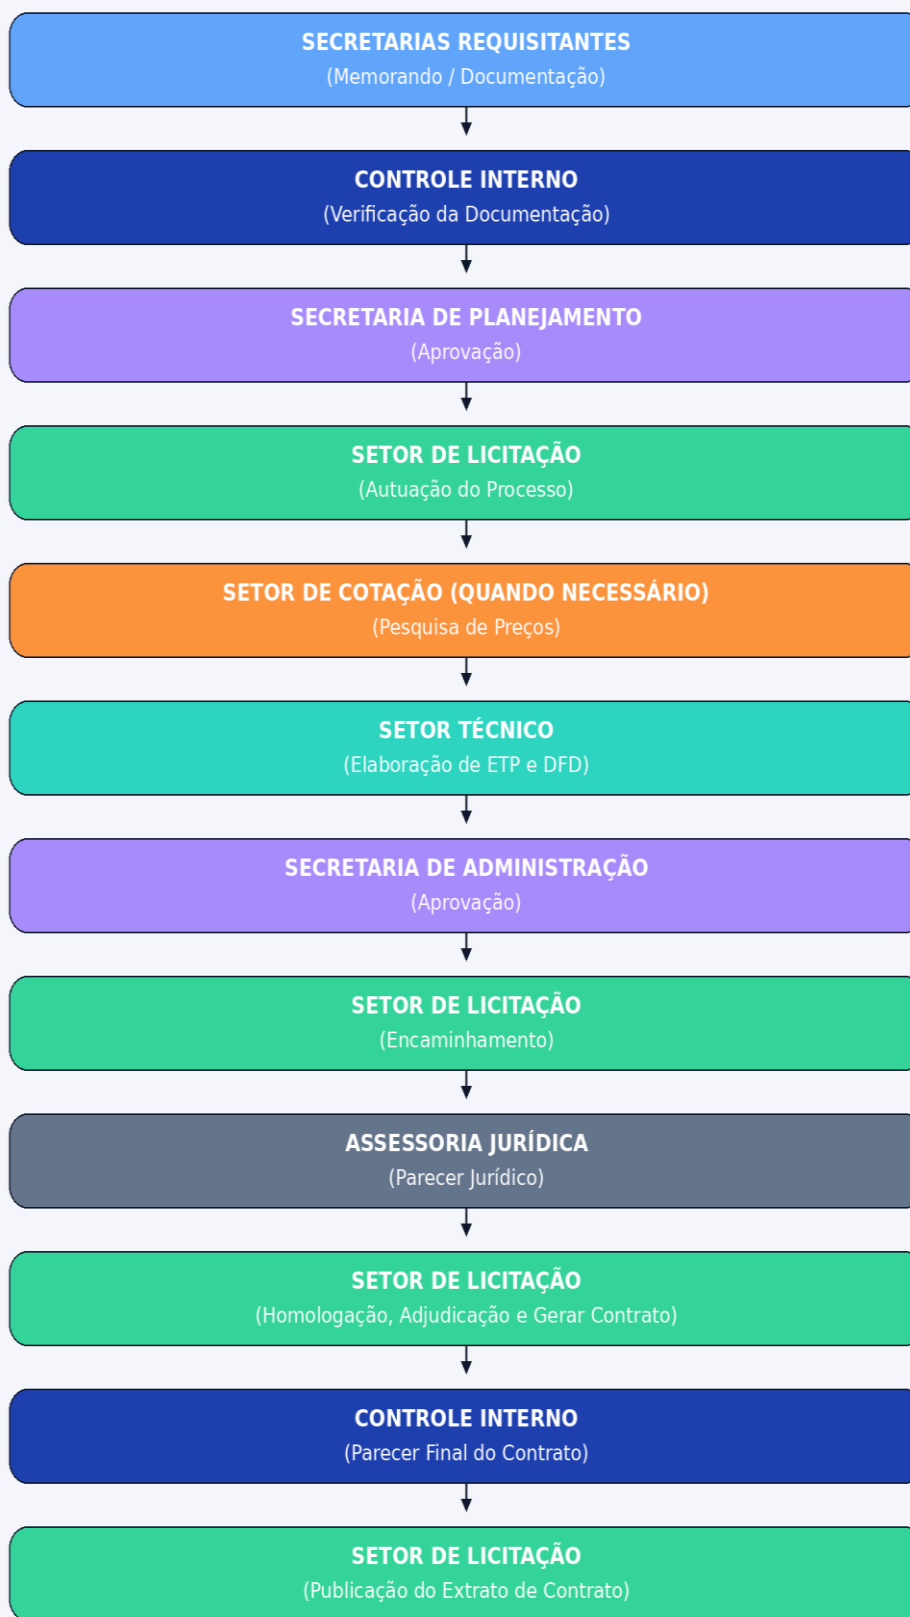 SECRETARIAS REQUISITANTES
(Memorando / Documentação)
CONTROLE INTERNO
(Verificação da Documentação)
SECRETARIA DE PLANEJAMENTO
(Aprovação)
SETOR DE LICITAÇÃO
(Autuação do Processo)
SETOR DE COTAÇÃO (QUANDO NECESSÁRIO)
(Pesquisa de Preços)
SETOR TÉCNICO
(Elaboração de ETP e DFD)
SECRETARIA DE ADMINISTRAÇÃO
(Aprovação)
SETOR DE LICITAÇÃO
(Encaminhamento)
ASSESSORIA JURÍDICA
(Parecer Jurídico)
SETOR DE LICITAÇÃO
(Homologação, Adjudicação e Gerar Contrato)
CONTROLE INTERNO
(Parecer Final do Contrato)
SETOR DE LICITAÇÃO
(Publicação do Extrato de Contrato)